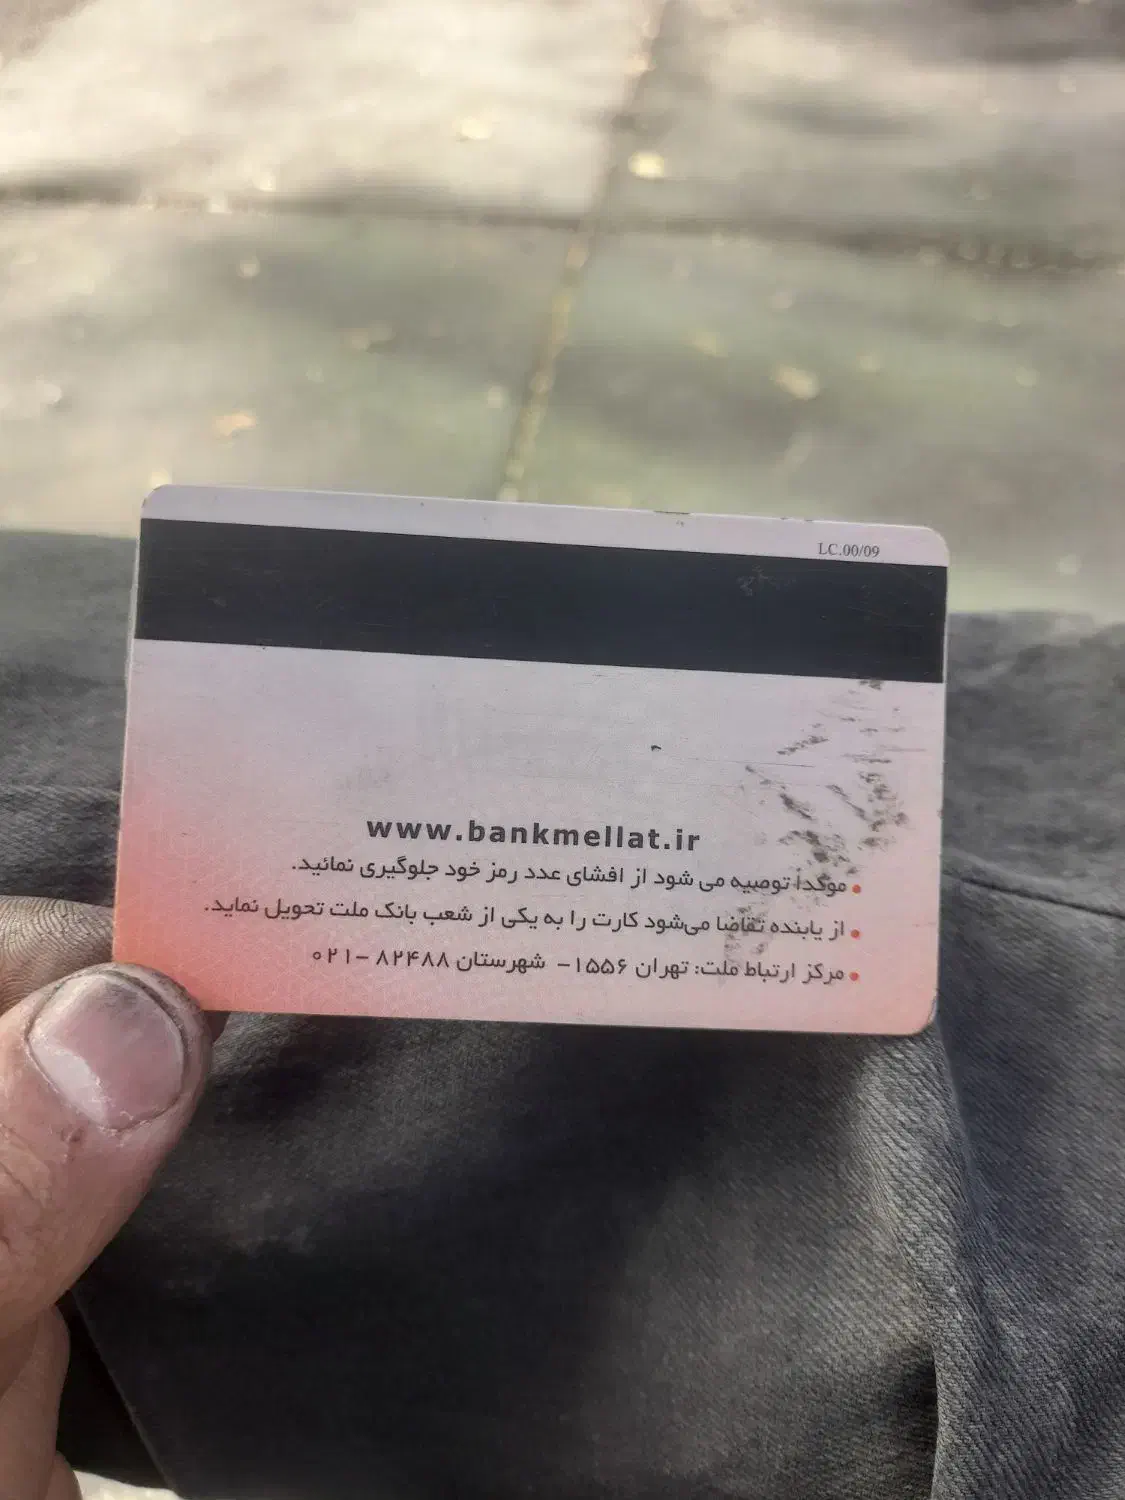 LC.00/09
www.bankmellat.ir
• موکداً توصیه می شود از افشای عدد رمز خود جلوگیری نمائید.
• از یابنده تقاضا می‌شود کارت را به یکی از شعب بانک ملت تحویل نماید.
• مرکز ارتباط ملت: تهران ۱۵۵۶ - شهرستان ۸۲۴۸۸ -۰۲۱